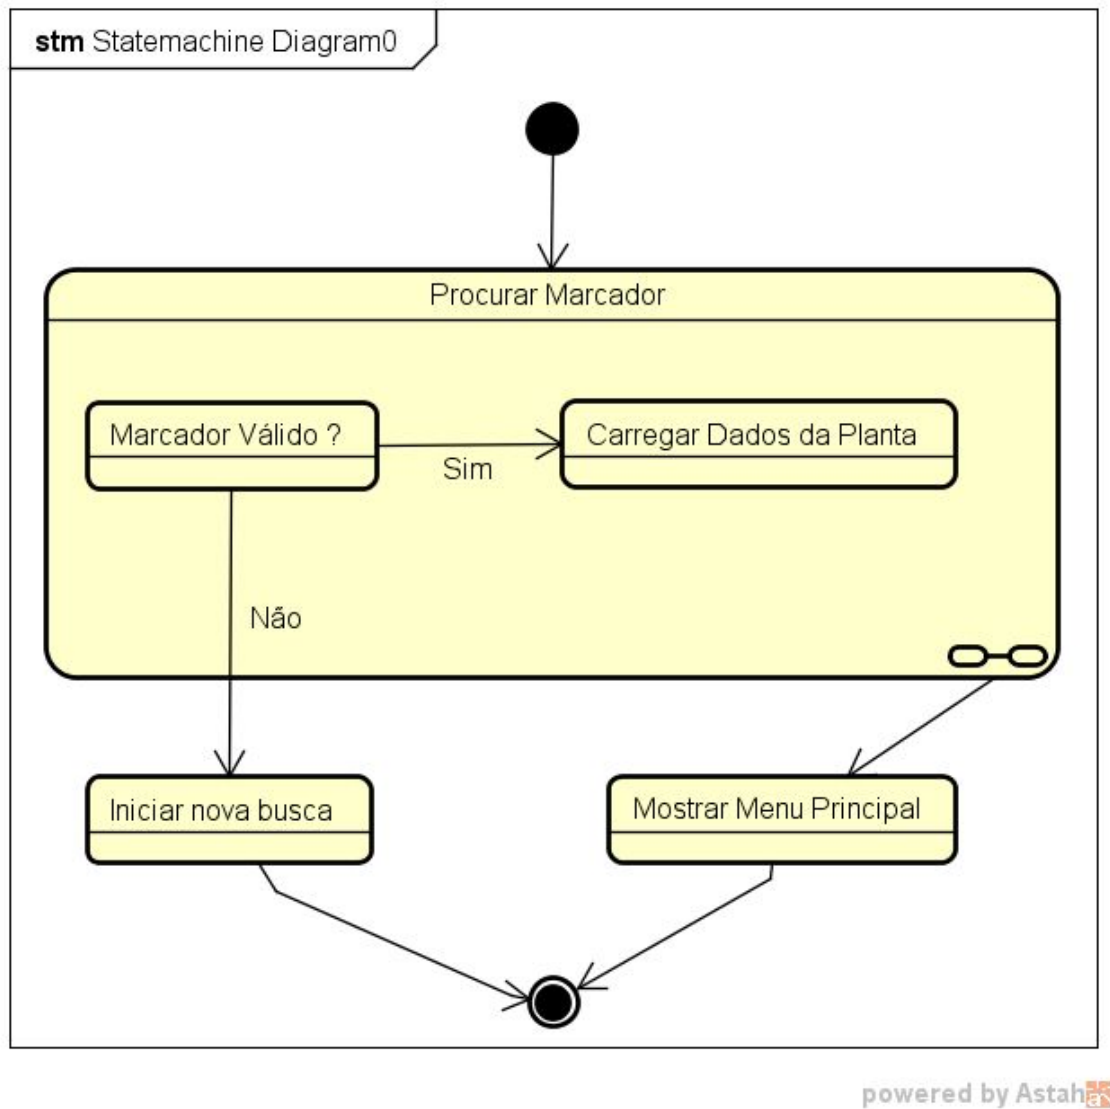 stm Statemachine Diagram0
Procurar Marcador
Marcador Válido ?
Sim
Carregar Dados da Planta
Não
Iniciar nova busca
Mostrar Menu Principal
powered by Astah